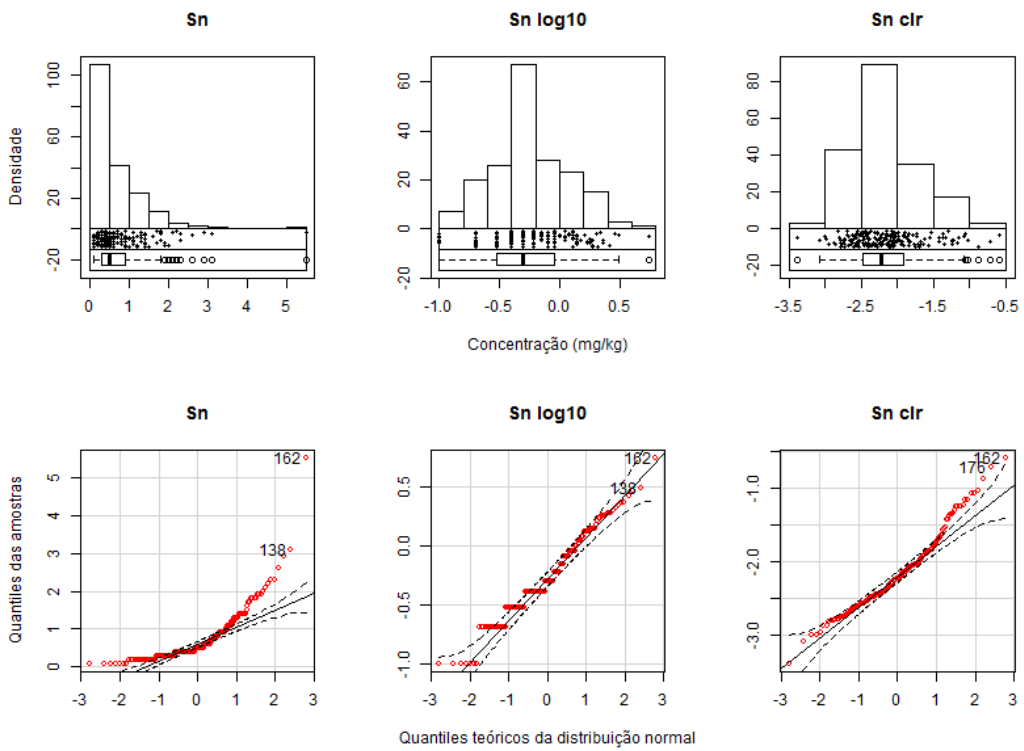 Sn Sn log10 Sn clr
Densidade
100
60
20
-20
0 1 2 3 4 5
60
40
20
0
-20
-1.0 -0.5 0.0 0.5
80
60
40
20
0
-20
-3.5 -2.5 -1.5 -0.5
Concentração (mg/kg)
Sn Sn log10 Sn clr
Quantiles das amostras
5
4
3
2
1
0
162
138
-3 -2 -1 0 1 2 3
0.5
0.0
-0.5
-1.0
162
138
-3 -2 -1 0 1 2 3
-1.0
-2.0
-3.0
162
176
-3 -2 -1 0 1 2 3
Quantiles teóricos da distribuição normal